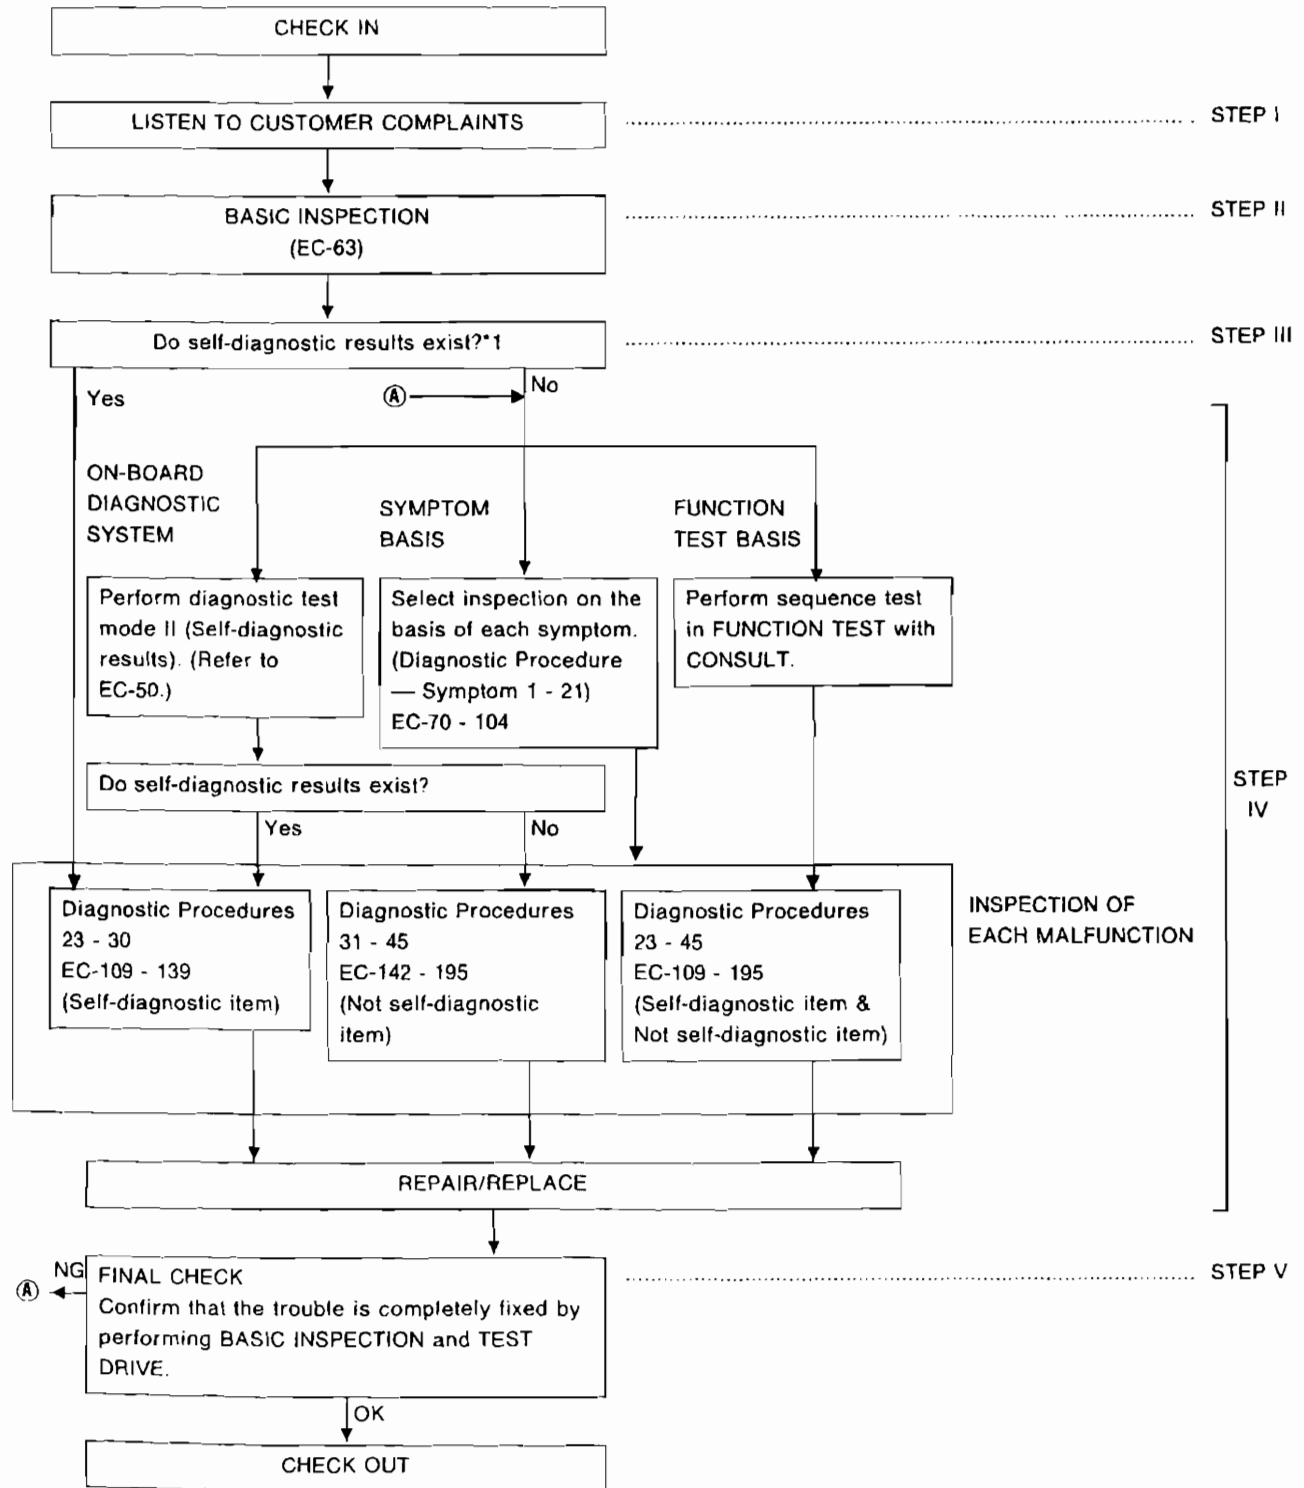 CHECK IN
LISTEN TO CUSTOMER COMPLAINTS
STEP I
BASIC INSPECTION
(EC-63)
STEP II
Do self-diagnostic results exist?*1
STEP III
Yes
Ⓐ
No
ON-BOARD
DIAGNOSTIC
SYSTEM
SYMPTOM
BASIS
FUNCTION
TEST BASIS
Perform diagnostic test
mode II (Self-diagnostic
results). (Refer to
EC-50.)
Select inspection on the
basis of each symptom.
(Diagnostic Procedure
— Symptom 1 - 21)
EC-70 - 104
Perform sequence test
in FUNCTION TEST with
CONSULT.
Do self-diagnostic results exist?
Yes
No
STEP
IV
Diagnostic Procedures
23 - 30
EC-109 - 139
(Self-diagnostic item)
Diagnostic Procedures
31 - 45
EC-142 - 195
(Not self-diagnostic
item)
Diagnostic Procedures
23 - 45
EC-109 - 195
(Self-diagnostic item &
Not self-diagnostic item)
INSPECTION OF
EACH MALFUNCTION
REPAIR/REPLACE
NG
Ⓐ
FINAL CHECK
Confirm that the trouble is completely fixed by
performing BASIC INSPECTION and TEST
DRIVE.
STEP V
OK
CHECK OUT